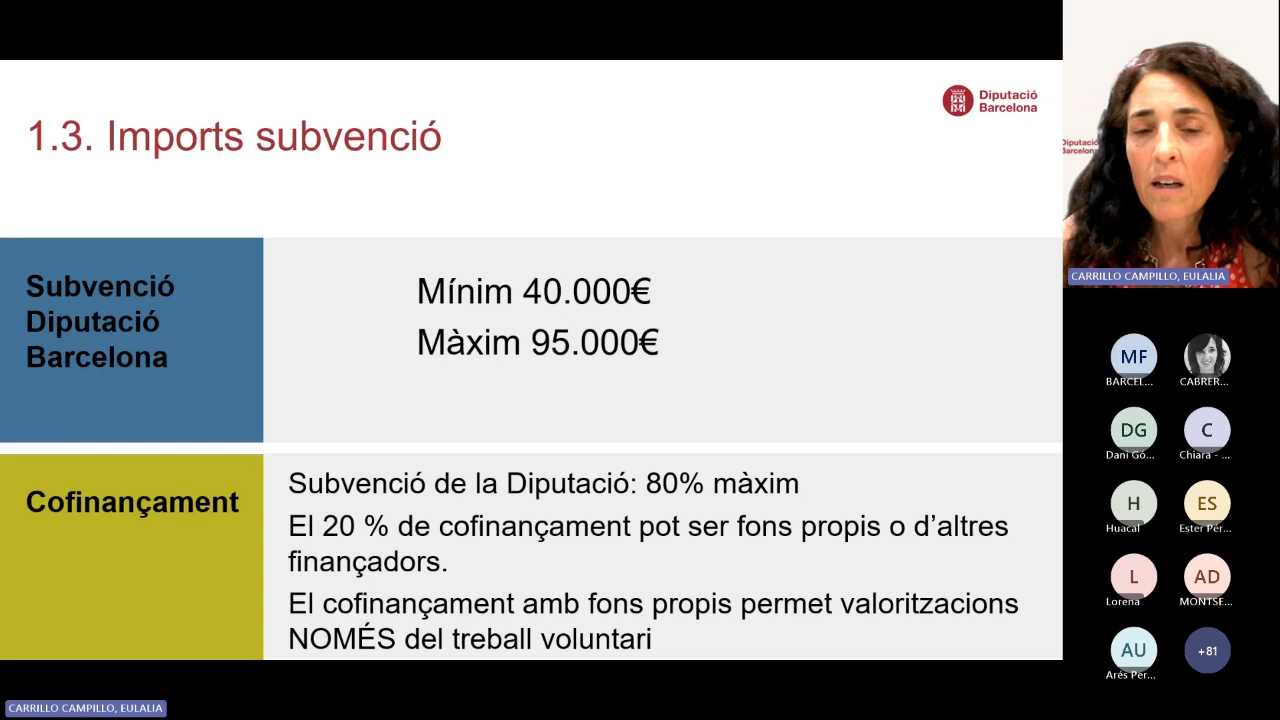 1.3. Imports subvenció
Diputació
Barcelona
Subvenció
Diputació
Barcelona
Mínim 40.000€
Màxim 95.000€
Cofinançament
Subvenció de la Diputació: 80% màxim
El 20 % de cofinançament pot ser fons propis o d’altres
finançadors.
El cofinançament amb fons propis permet valoritzacions
NOMÉS del treball voluntari
Diputació
Barcelona
CARRILLO CAMPILLO, EULALIA
MF
BARCEL...
CABRER...
DG
Dani Gó...
C
Chiara - ...
H
Huacal
ES
Ester Pér...
L
Lorena
AD
MONTSE...
AU
Arés Per...
+81
CARRILLO CAMPILLO, EULALIA